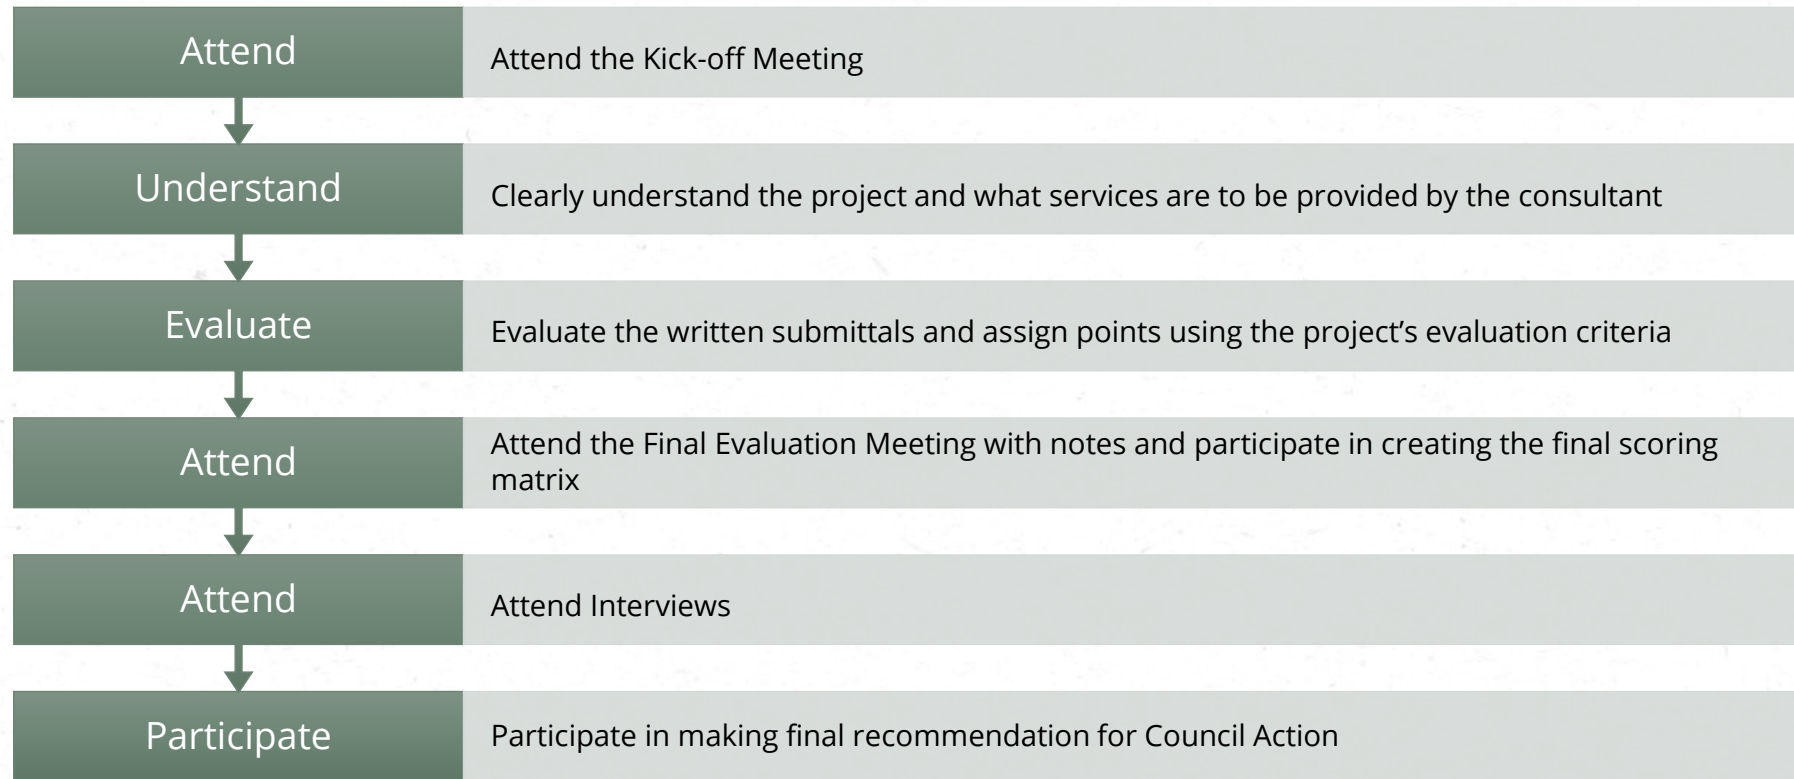 Attend
Attend the Kick-off Meeting
Understand
Clearly understand the project and what services are to be provided by the consultant
Evaluate
Evaluate the written submittals and assign points using the project’s evaluation criteria
Attend
Attend the Final Evaluation Meeting with notes and participate in creating the final scoring
matrix
Attend
Attend Interviews
Participate
Participate in making final recommendation for Council Action